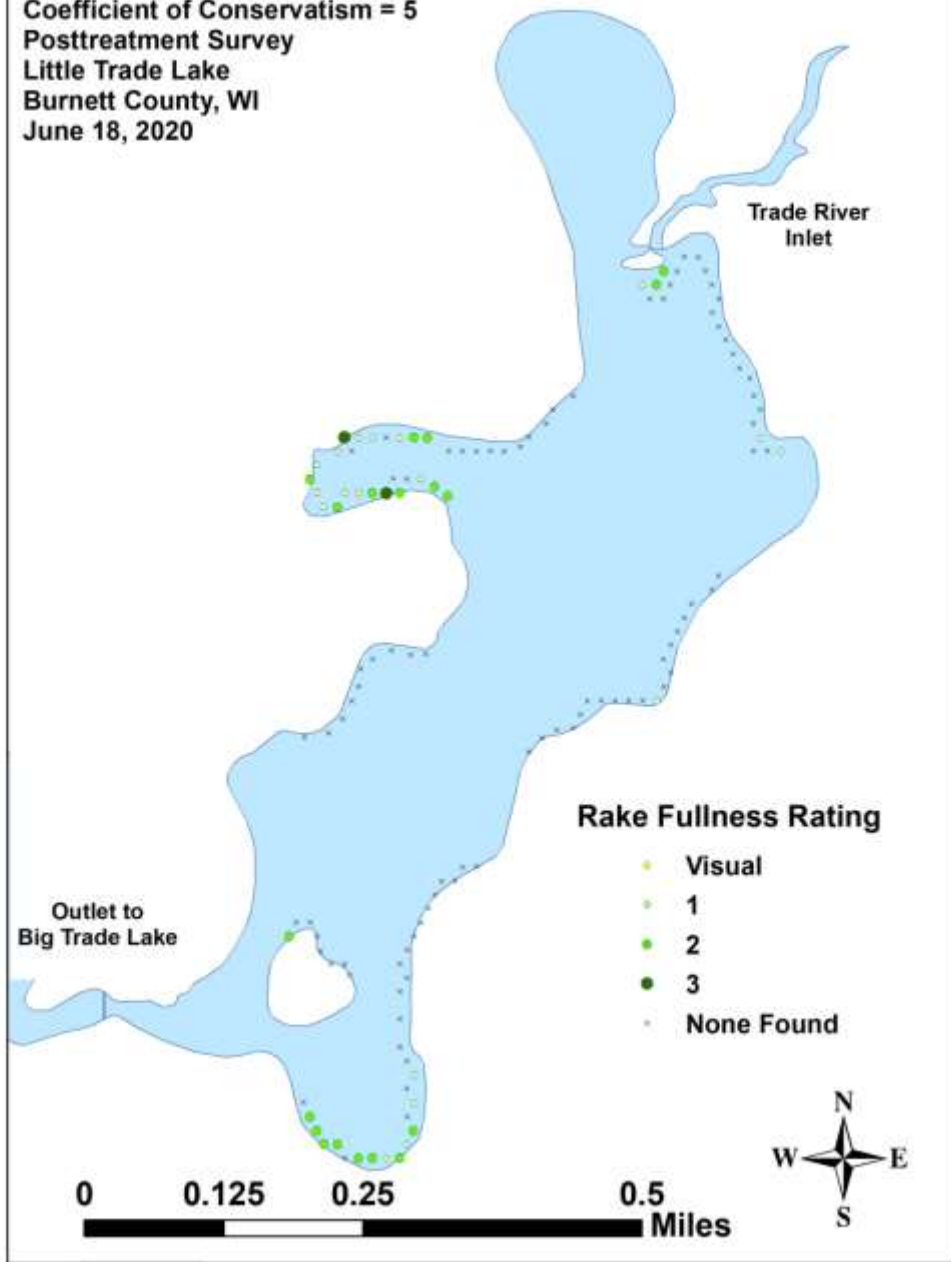 Coefficient of Conservatism = 5
Posttreatment Survey
Little Trade Lake
Burnett County, WI
June 18, 2020
Trade River
Inlet
Rake Fullness Rating
Visual
1
2
3
None Found
Outlet to
Big Trade Lake
N
W E
S
0 0.125 0.25 0.5
Miles